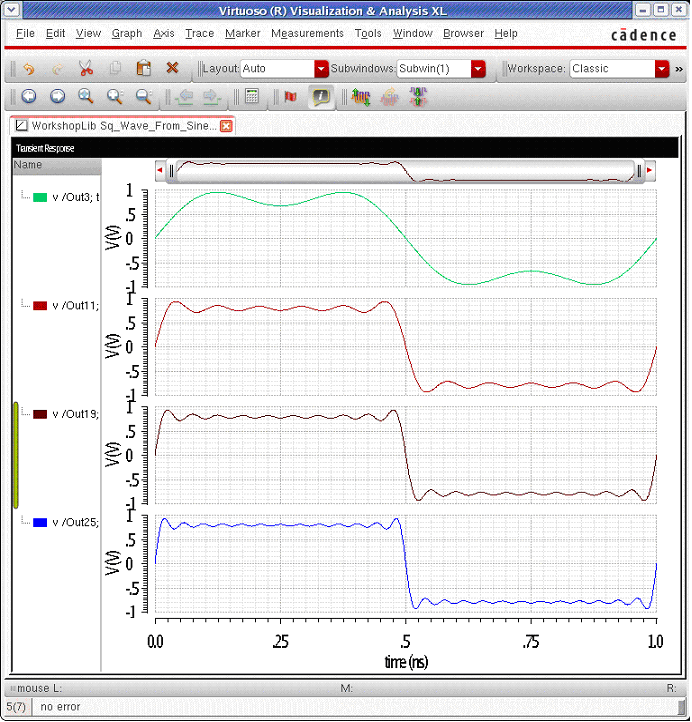 Virtuoso (R) Visualization & Analysis XL
File Edit View Graph Axis Trace Marker Measurements Tools Window Browser Help
cādence
Layout: Auto Subwindows: Subwin(1) Workspace: Classic »
WorkshopLib Sq_Wave_From_Sine...
Transient Response
Name
v /Out3; t
V(V)
1
.5
0
-.5
-1
v /Out11;
V(V)
1
.5
0
-.5
-1
v /Out19;
V(V)
1
.5
0
-.5
-1
v /Out25;
V(V)
1
.5
0
-.5
-1
0.0 .25 .5 .75 1.0
time (ns)
mouse L: M: R:
5(7) no error